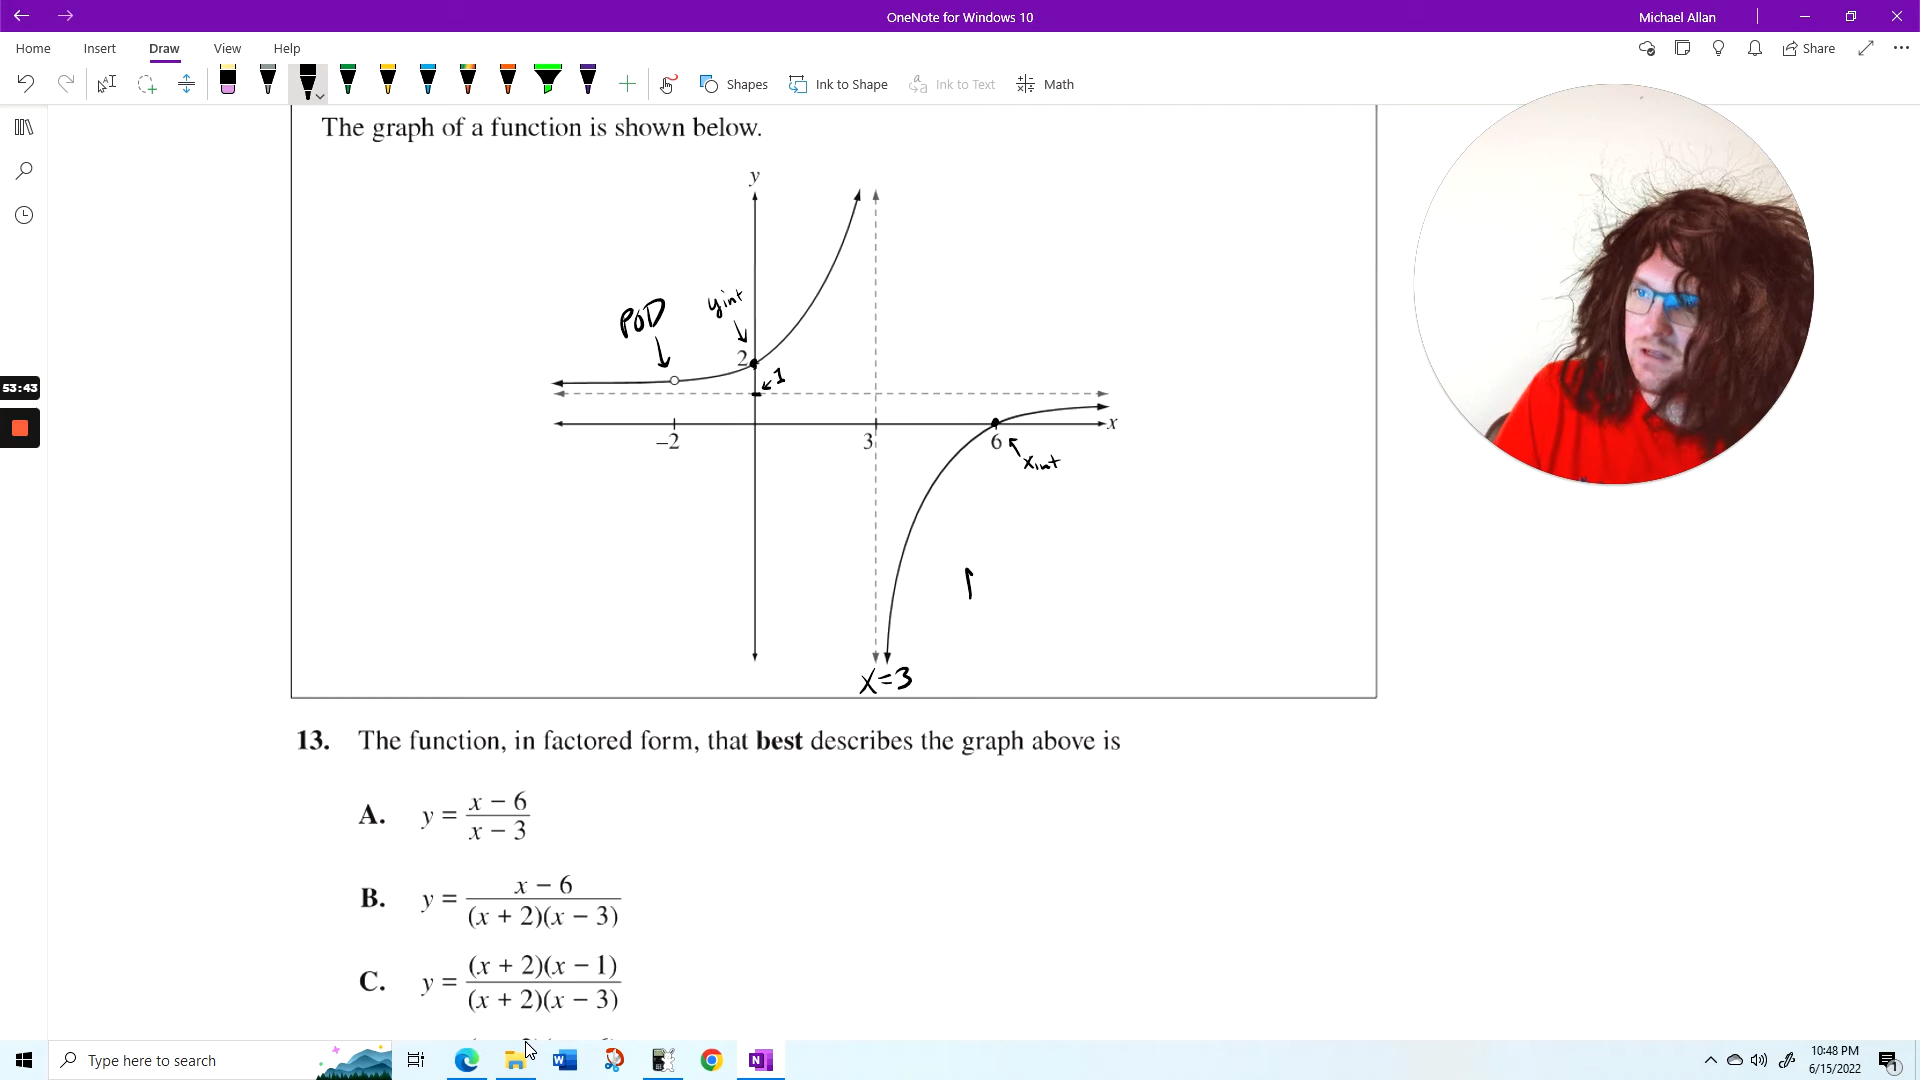 OneNote for Windows 10
Michael Allan
Home Insert Draw View Help
Share
Shapes Ink to Shape Ink to Text Math
The graph of a function is shown below.
y
POD
yint
2
1
53:43
x
−2
3
6
xint
x=3
13. The function, in factored form, that best describes the graph above is
A. y = x − 6
x − 3
B. y = x − 6
(x + 2)(x − 3)
C. y = (x + 2)(x − 1)
(x + 2)(x − 3)
Type here to search
10:48 PM
6/15/2022
1